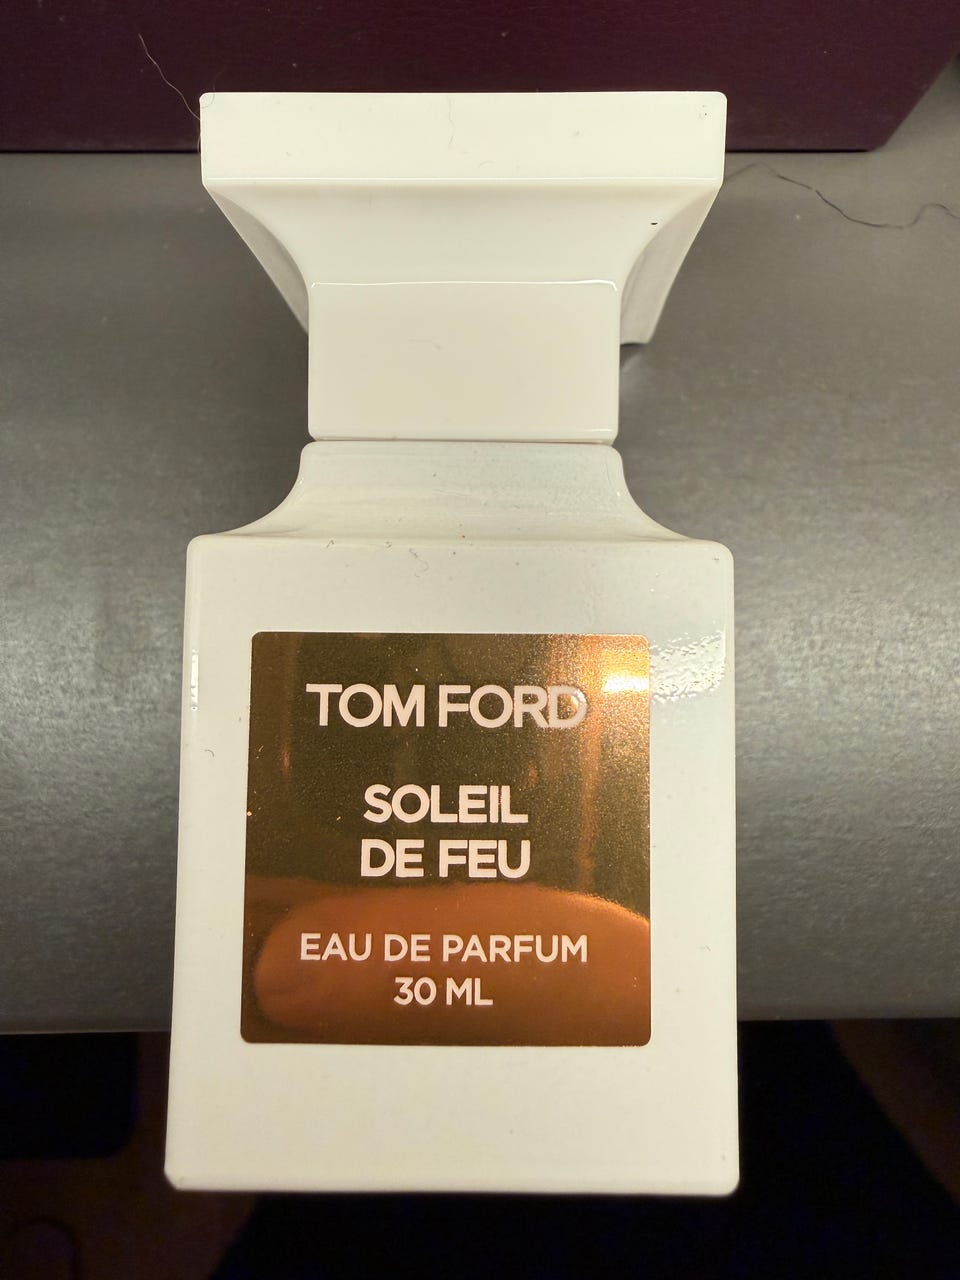 TOM FORD
SOLEIL
DE FEU
EAU DE PARFUM
30 ML